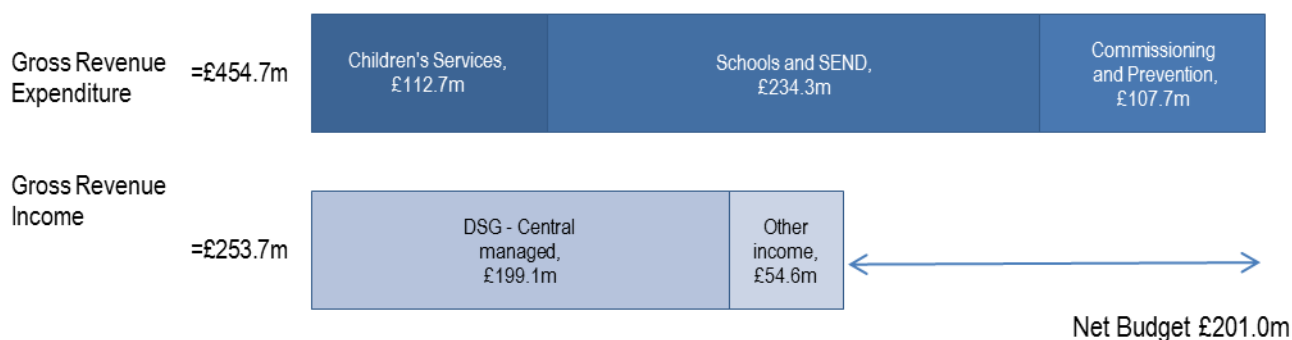 Gross Revenue
Expenditure
=£454.7m
Children's Services,
£112.7m
Schools and SEND,
£234.3m
Commissioning
and Prevention,
£107.7m
Gross Revenue
Income
=£253.7m
DSG - Central
managed,
£199.1m
Other
income,
£54.6m
Net Budget £201.0m